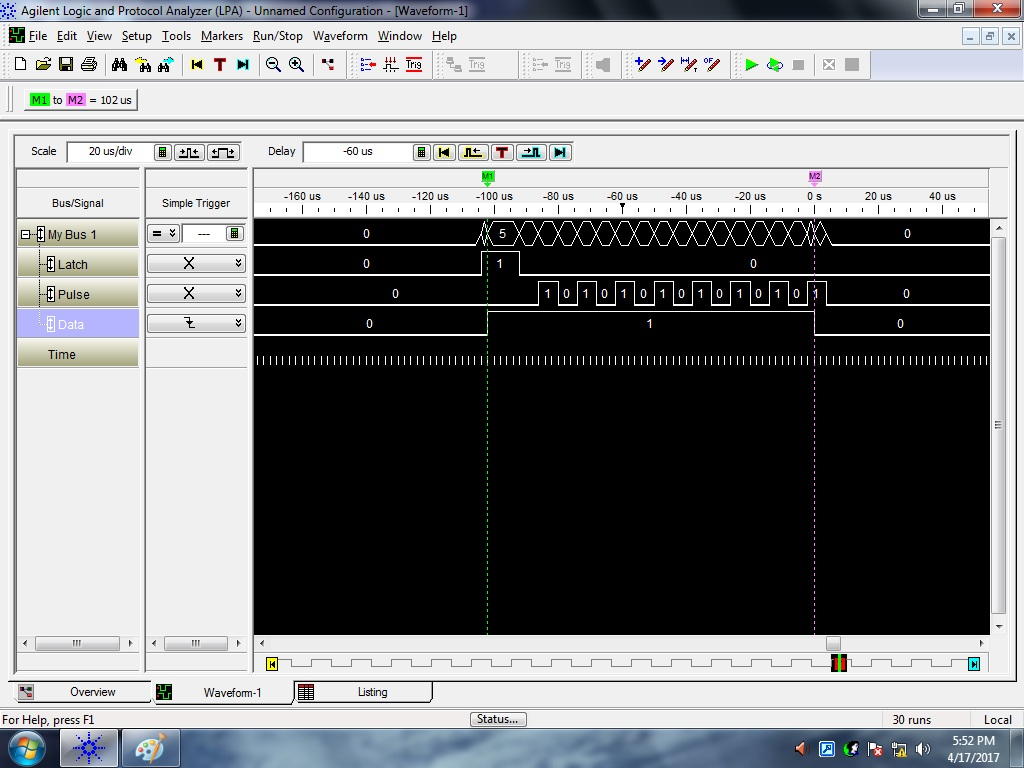 Agilent Logic and Protocol Analyzer (LPA) - Unnamed Configuration - [Waveform-1]
File Edit View Setup Tools Markers Run/Stop Waveform Window Help
T Trig Trig Trig
M1 to M2 = 102 us
Scale 20 us/div Delay -60 us T
M1 M2
Bus/Signal Simple Trigger -160 us -140 us -120 us -100 us -80 us -60 us -40 us -20 us 0 s 20 us 40 us
My Bus 1 = --- 0 5 0
Latch X 0 1 0
Pulse X 0 1 0 1 0 1 0 1 0 1 0 1 0 1 0 1 0
Data 0 1 0
Time
Overview Waveform-1 Listing
For Help, press F1 Status... 30 runs Local
5:52 PM
4/17/2017